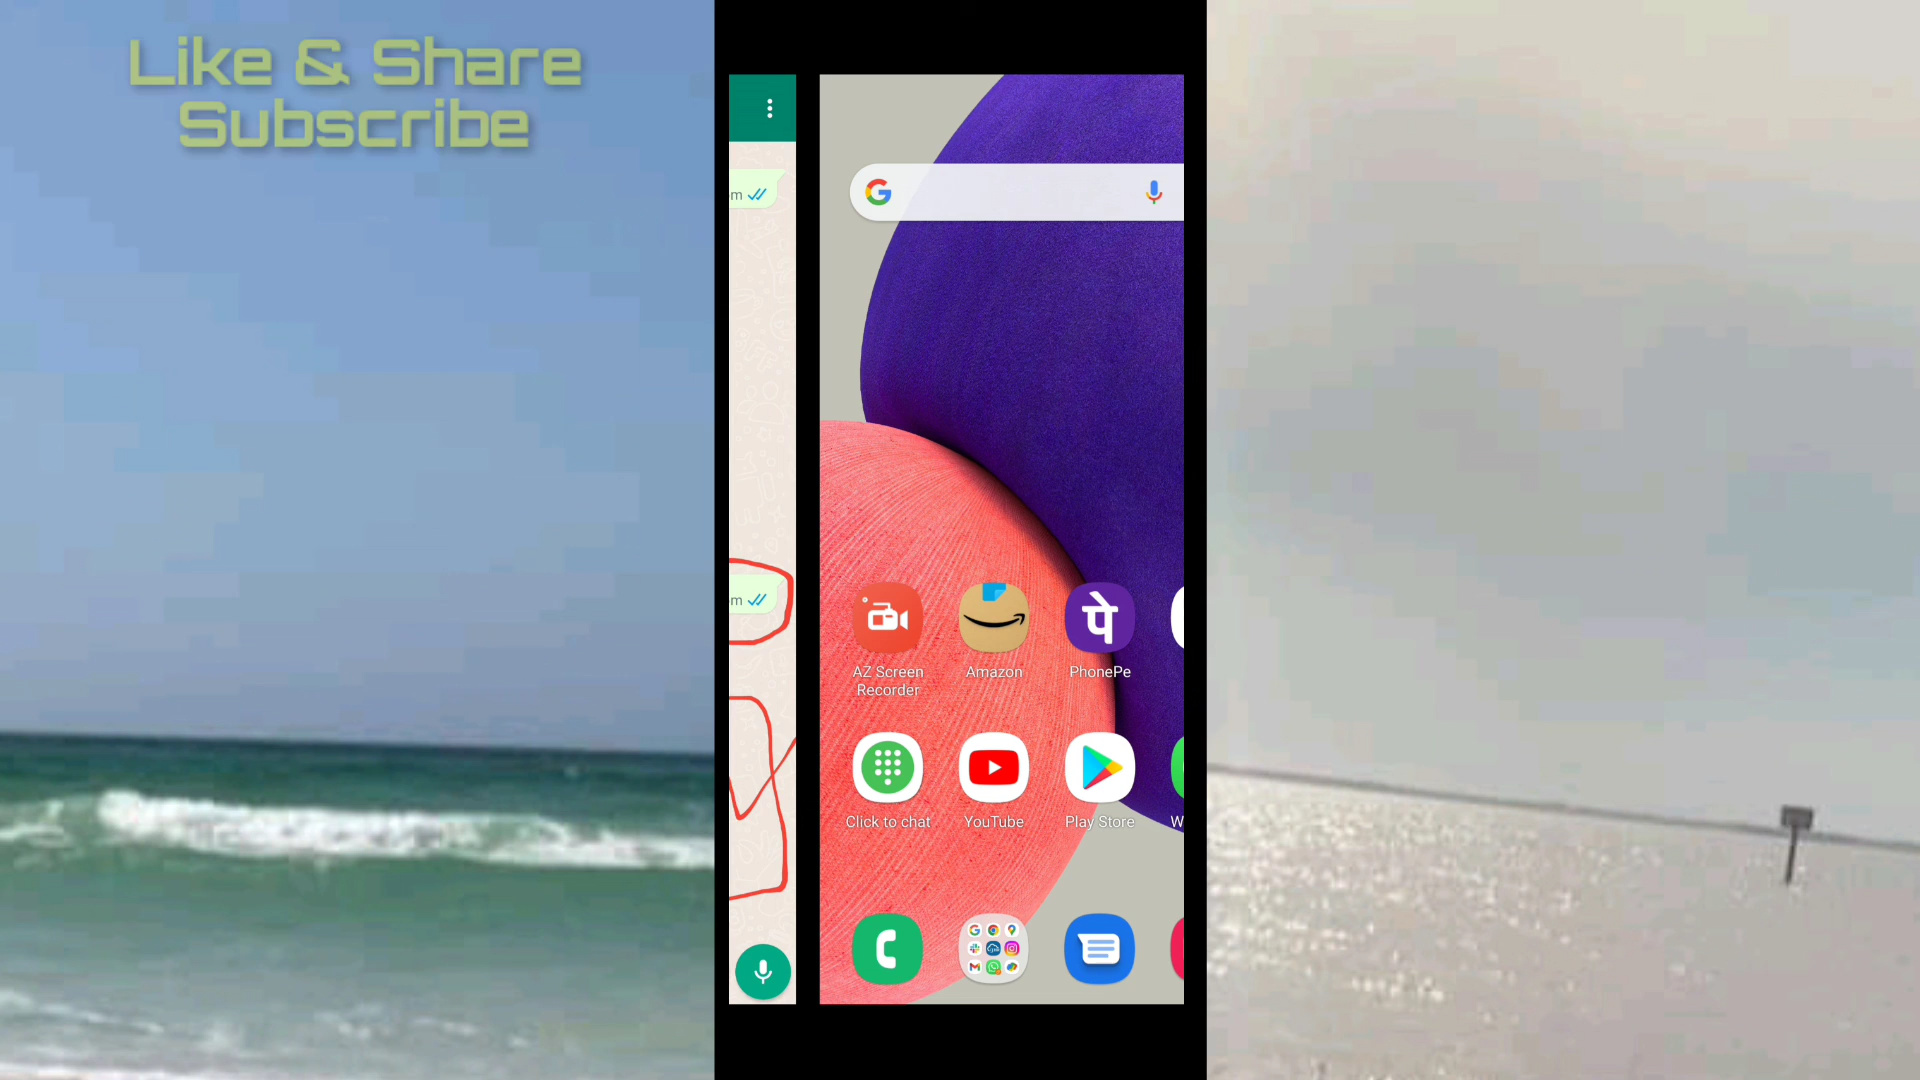 Like & Share
Subscribe
m
m
AZ Screen
Recorder
Amazon
पे
PhonePe
Click to chat
YouTube
Play Store
W